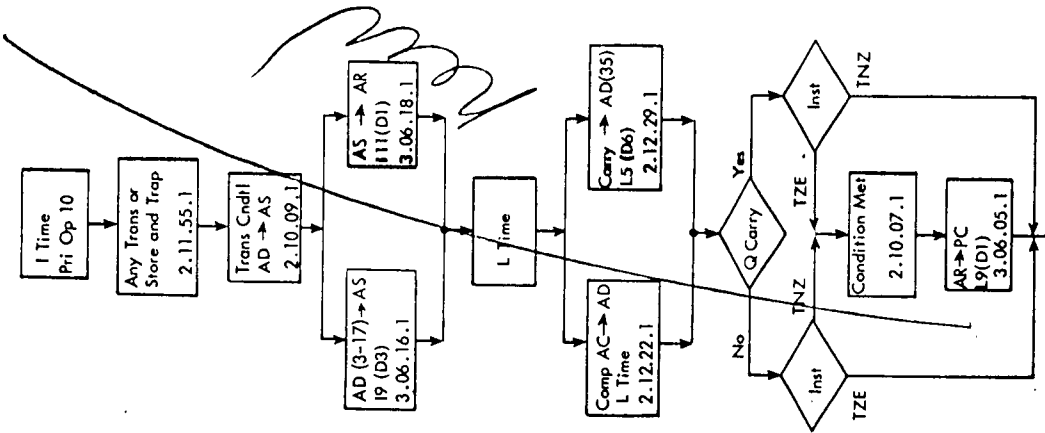 I Time
Pri Op 10
Any Trans or
Store and Trap
2.11.55.1
Trans Cndtl
AD → AS
2.10.09.1
AD (3-17) → AS
I9 (D3)
3.06.16.1
AS → AR
I11(D1)
3.06.18.1
L Time
Comp AC → AD
L Time
2.12.22.1
Carry → AD(35)
L5 (D6)
2.12.29.1
Q Carry
No
Yes
Inst
TNZ
TZE
Inst
TZE
TNZ
Condition Met
2.10.07.1
AR→PC
L9(D1)
3.06.05.1